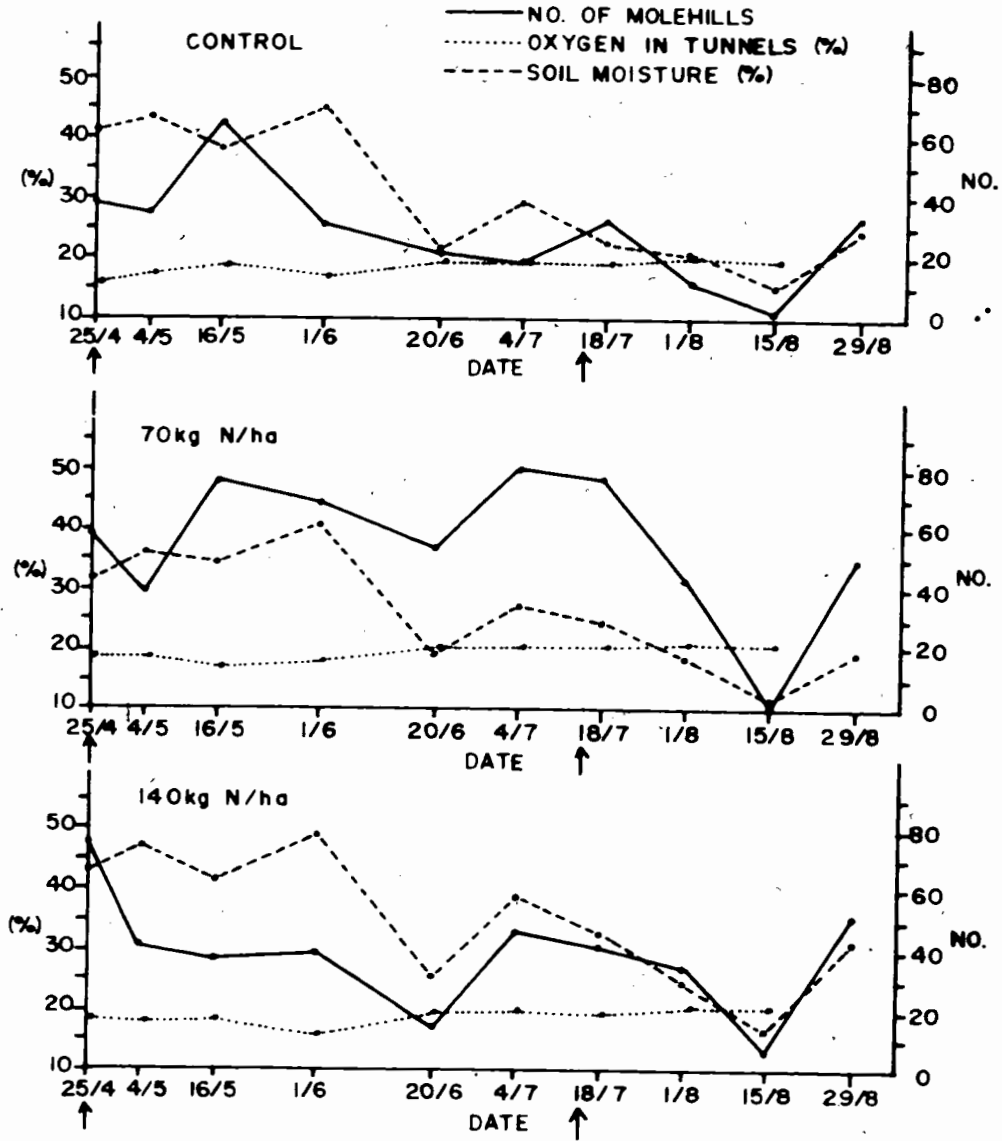 NO. OF MOLEHILLS
CONTROL
OXYGEN IN TUNNELS (%)
SOIL MOISTURE (%)
50
40
30
20
10
(%)
80
60
40
20
0
NO.
25/4 4/5 16/5 1/6 20/6 4/7 18/7 1/8 15/8 29/8
DATE
70kg N/ha
50
40
30
20
10
(%)
80
60
40
20
0
NO.
25/4 4/5 16/5 1/6 20/6 4/7 18/7 1/8 15/8 29/8
DATE
140kg N/ha
50
40
30
20
10
(%)
80
60
40
20
0
NO.
25/4 4/5 16/5 1/6 20/6 4/7 18/7 1/8 15/8 29/8
DATE